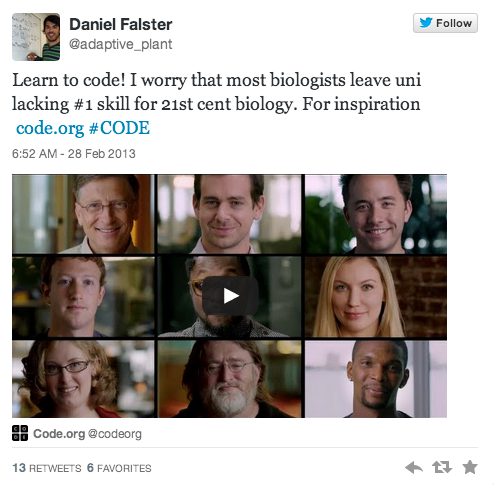 Daniel Falster
@adaptive_plant
Follow
Learn to code! I worry that most biologists leave uni
lacking #1 skill for 21st cent biology. For inspiration
code.org #CODE
6:52 AM - 28 Feb 2013
Code.org @codeorg
13 RETWEETS 6 FAVORITES